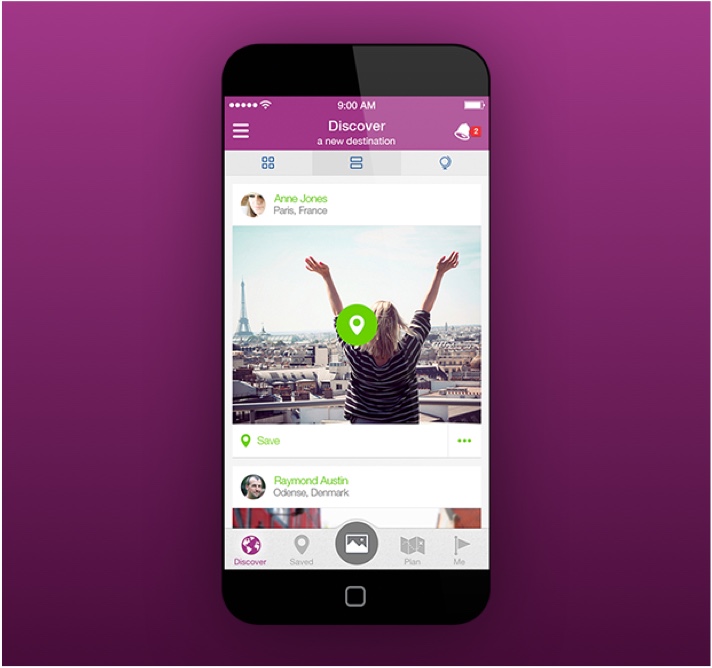 9:00 AM
Discover
2
a new destination
Anne Jones
Paris, France
Save
Raymond Austin
Odense, Denmark
Discover
Saved
Plan
Me